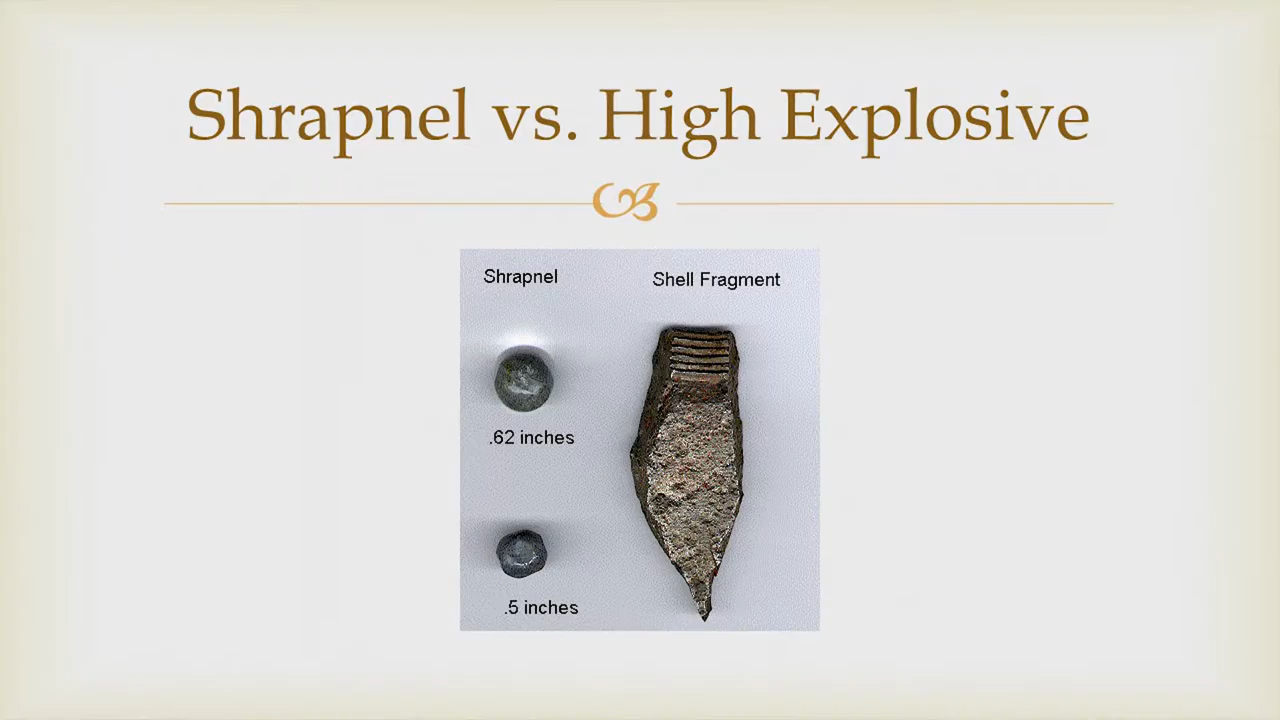 Shrapnel vs. High Explosive
Shrapnel
Shell Fragment
.62 inches
.5 inches